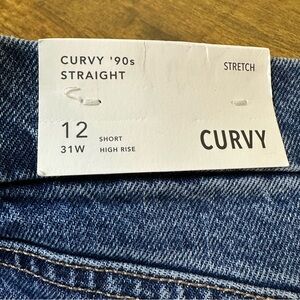 CURVY '90s STRETCH
STRAIGHT
12 SHORT CURVY
31W HIGH RISE